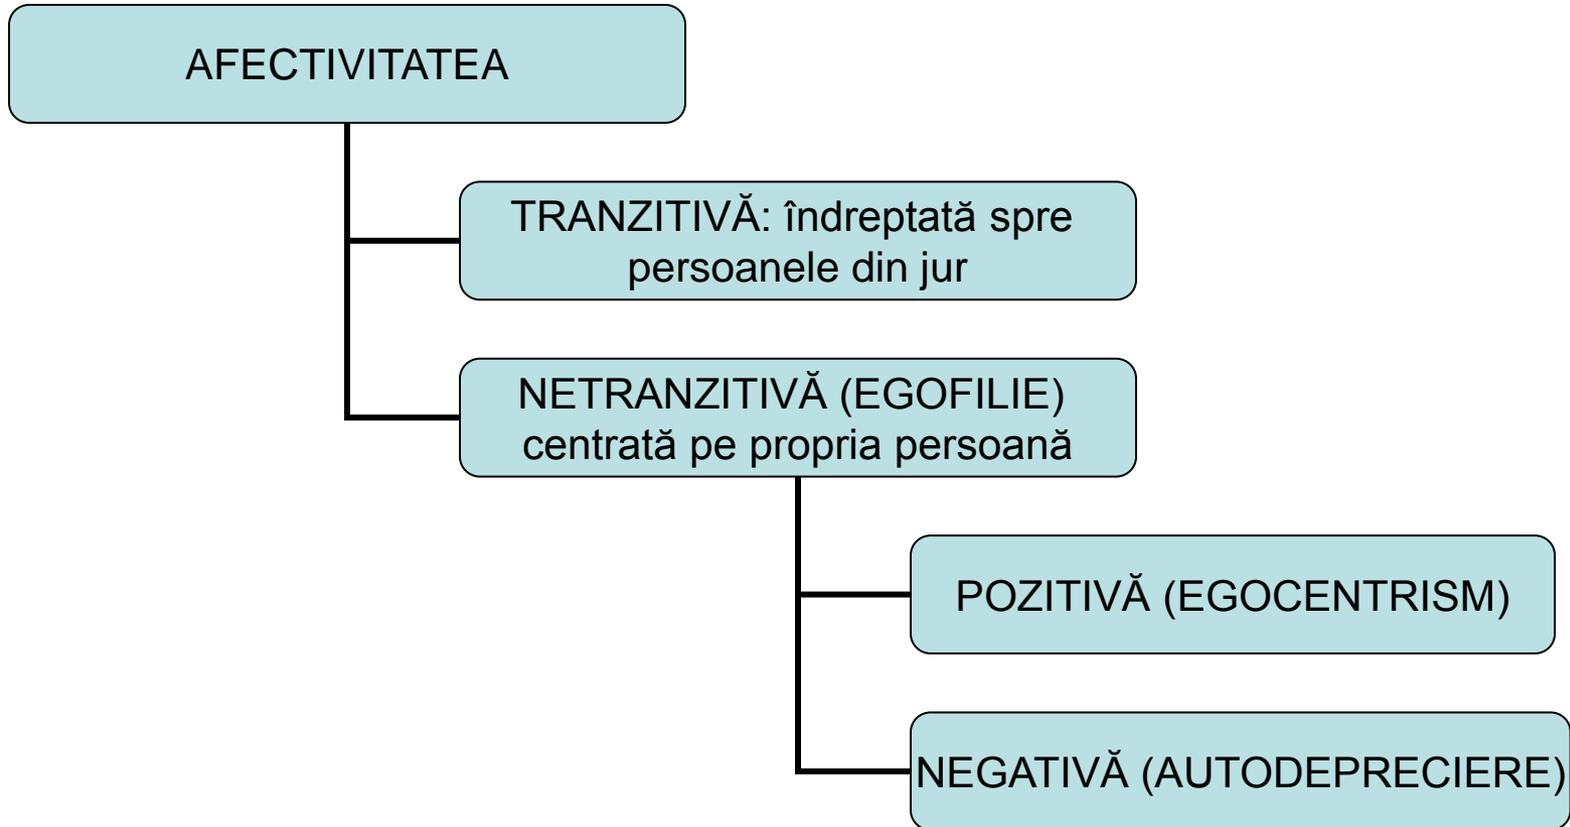 AFECTIVITATEA
TRANZITIVĂ: îndreptată spre
persoanele din jur
NETRANZITIVĂ (EGOFILIE)
centrată pe propria persoană
POZITIVĂ (EGOCENTRISM)
NEGATIVĂ (AUTODEPRECIERE)